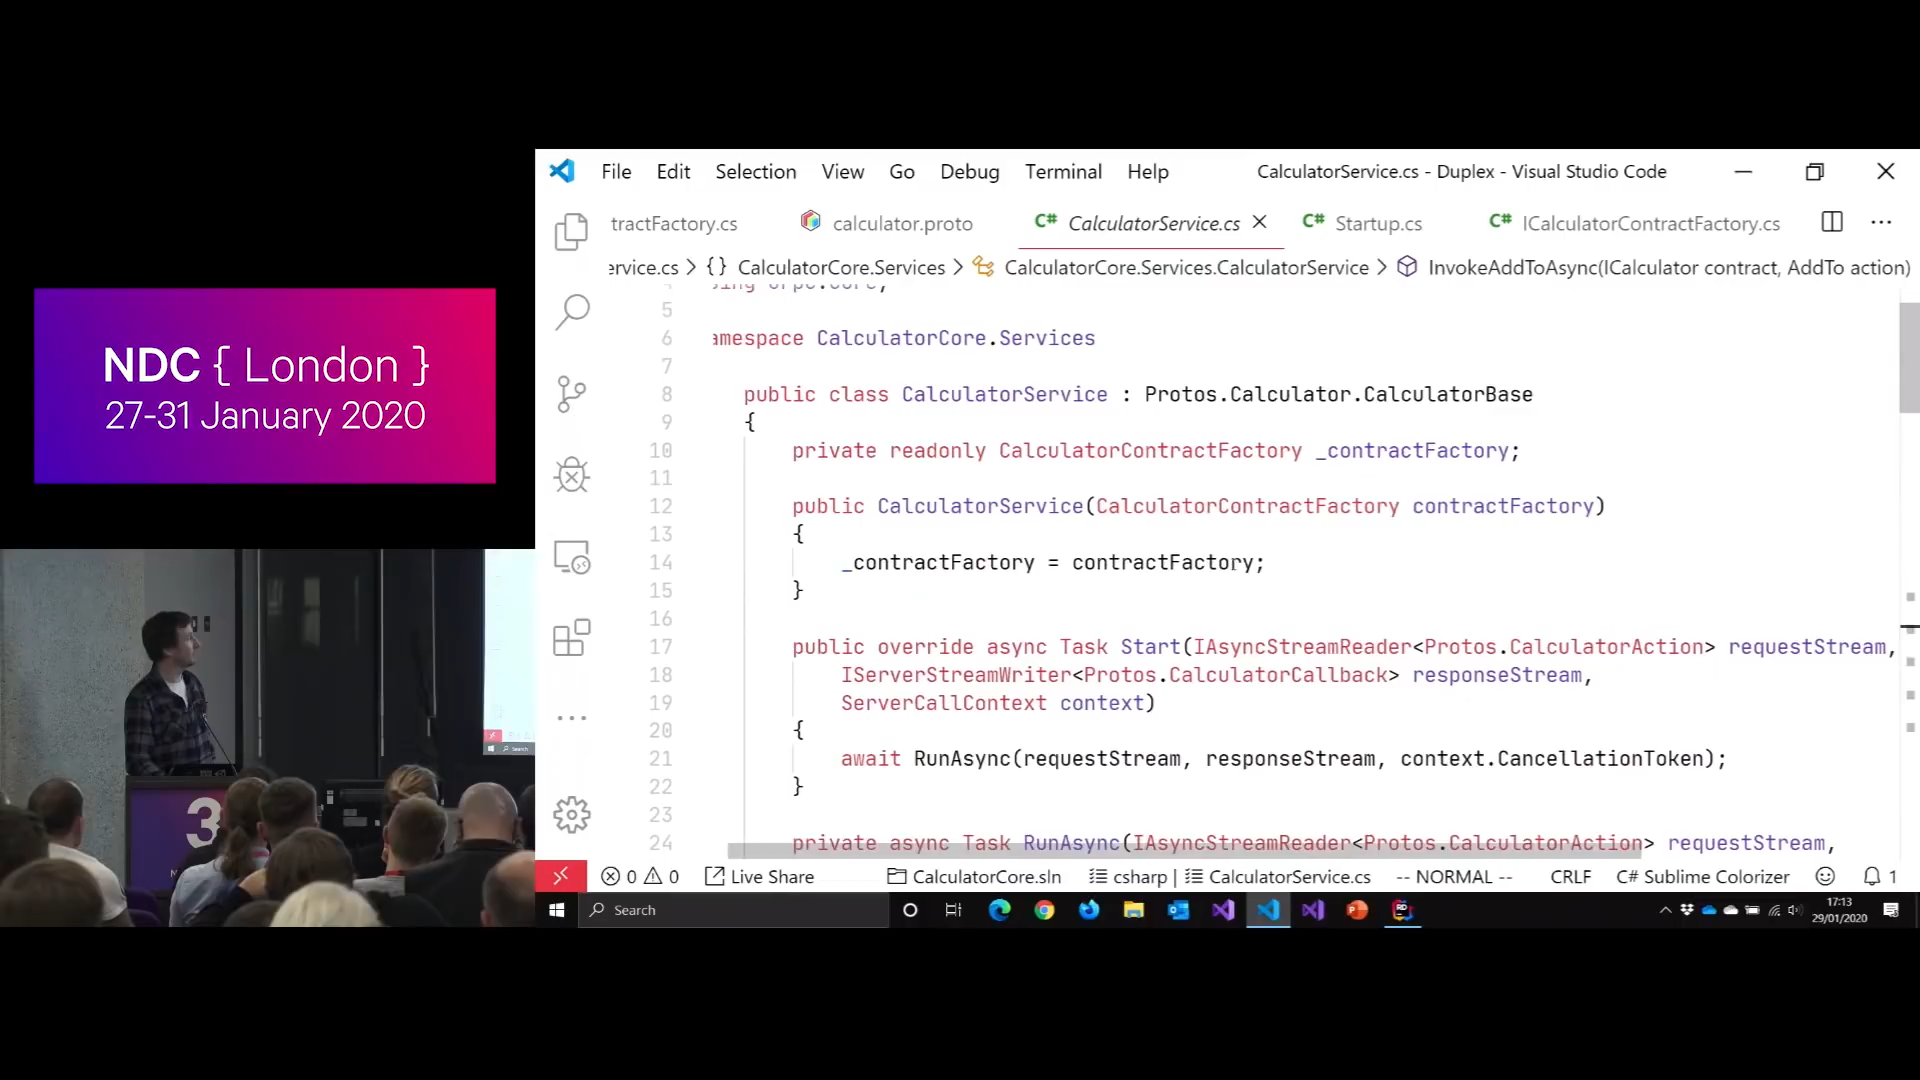 NDC { London }
27-31 January 2020
3
File Edit Selection View Go Debug Terminal Help CalculatorService.cs - Duplex - Visual Studio Code
tractFactory.cs calculator.proto C# CalculatorService.cs C# Startup.cs C# ICalculatorContractFactory.cs
ervice.cs > {} CalculatorCore.Services > CalculatorCore.Services.CalculatorService > InvokeAddToAsync(ICalculator contract, AddTo action)
5
6 amespace CalculatorCore.Services
7
8 public class CalculatorService : Protos.Calculator.CalculatorBase
9 {
10 private readonly CalculatorContractFactory _contractFactory;
11
12 public CalculatorService(CalculatorContractFactory contractFactory)
13 {
14 _contractFactory = contractFactory;
15 }
16
17 public override async Task Start(IAsyncStreamReader<Protos.CalculatorAction> requestStream,
18 IServerStreamWriter<Protos.CalculatorCallback> responseStream,
19 ServerCallContext context)
20 {
21 await RunAsync(requestStream, responseStream, context.CancellationToken);
22 }
23
24 private async Task RunAsync(IAsyncStreamReader<Protos.CalculatorAction> requestStream,
0 0 Live Share CalculatorCore.sln csharp | CalculatorService.cs -- NORMAL -- CRLF C# Sublime Colorizer 1
Search
17:13
29/01/2020